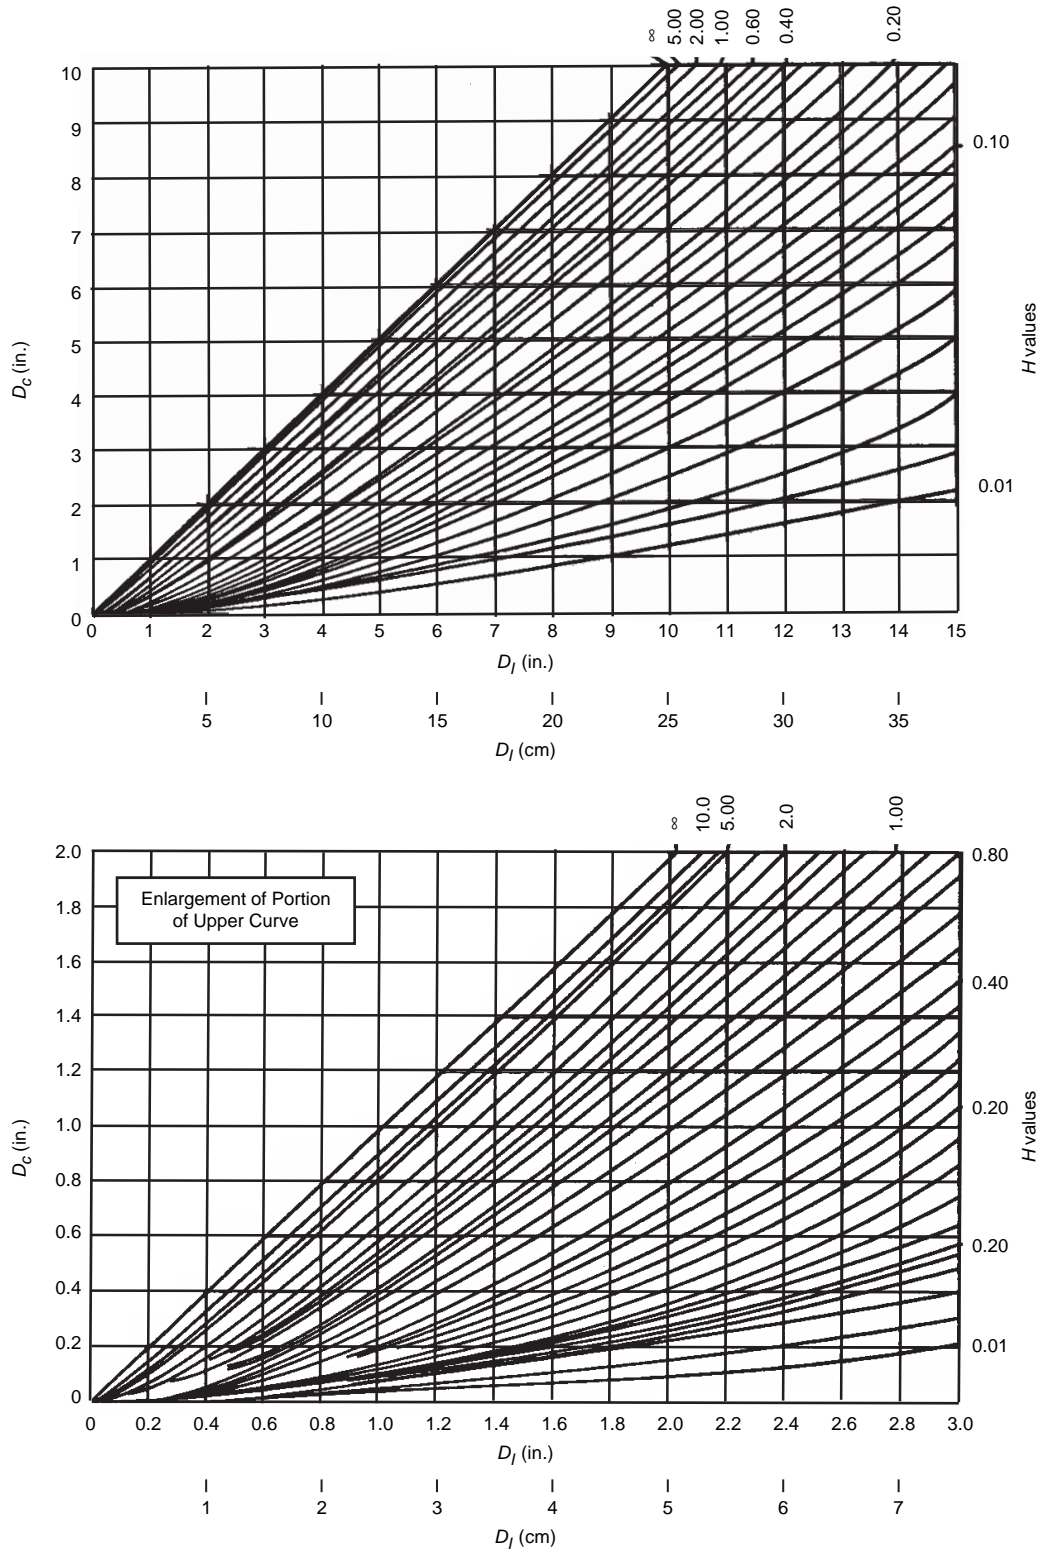 ∞ 5.00 2.00 1.00 0.60 0.40 0.20
10
9
8
7
6
5
4
3
2
1
0
D_c (in.)
0.10
0.01
H values
0 1 2 3 4 5 6 7 8 9 10 11 12 13 14 15
D_I (in.)
5 10 15 20 25 30 35
D_I (cm)
∞ 10.0 5.00 2.0 1.00
Enlargement of Portion
of Upper Curve
2.0
1.8
1.6
1.4
1.2
1.0
0.8
0.6
0.4
0.2
0
D_c (in.)
0.80
0.40
0.20
0.20
0.01
H values
0 0.2 0.4 0.6 0.8 1.0 1.2 1.4 1.6 1.8 2.0 2.2 2.4 2.6 2.8 3.0
D_I (in.)
1 2 3 4 5 6 7
D_I (cm)